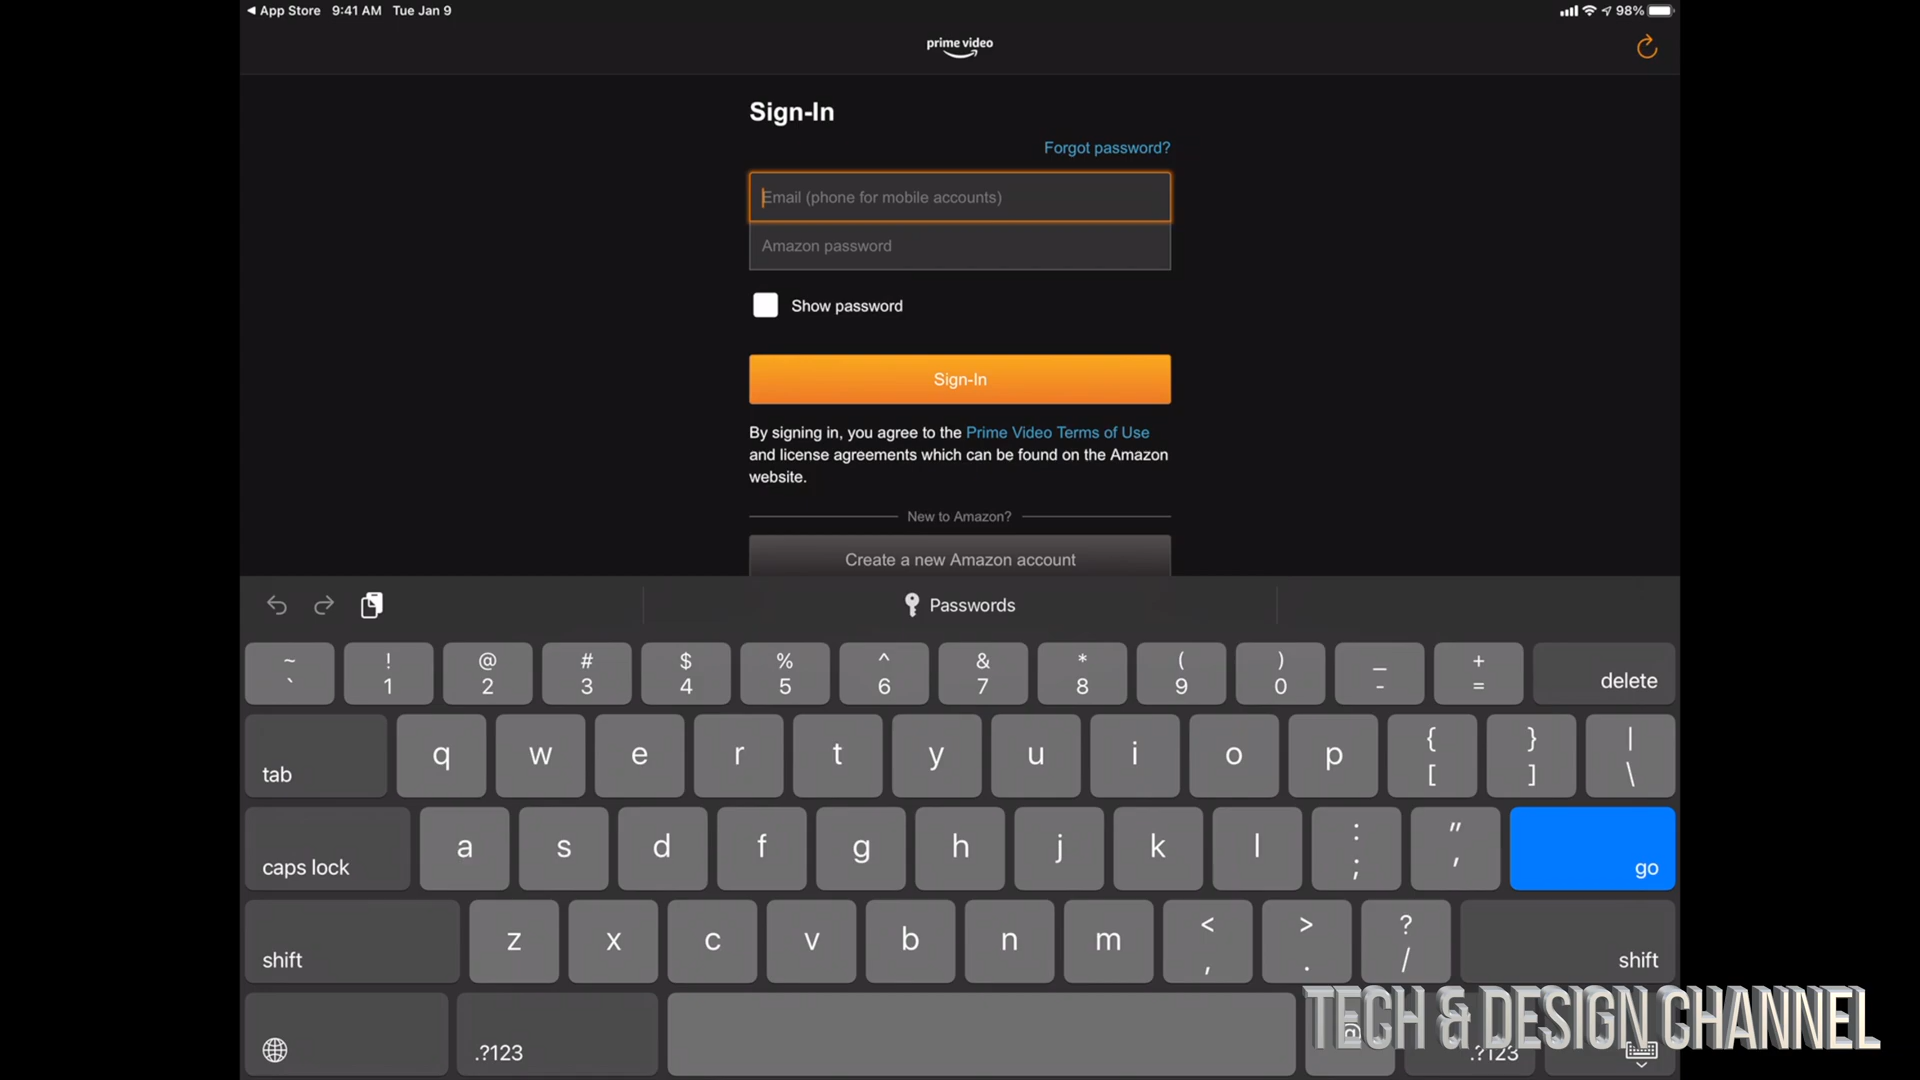 ◀ App Store 9:41 AM Tue Jan 9 98%
prime video
Sign-In
Forgot password?
Email (phone for mobile accounts)
Amazon password
Show password
Sign-In
By signing in, you agree to the Prime Video Terms of Use
and license agreements which can be found on the Amazon
website.
New to Amazon?
Create a new Amazon account
Passwords
~ ! @ # $ % ^ & * ( ) _ +
` 1 2 3 4 5 6 7 8 9 0 - = delete
tab q w e r t y u i o p { [ } ] | \
caps lock a s d f g h j k l : ; " ' go
shift z x c v b n m < , > . ? / shift
.?123 @ .?123
TECH & DESIGN CHANNEL